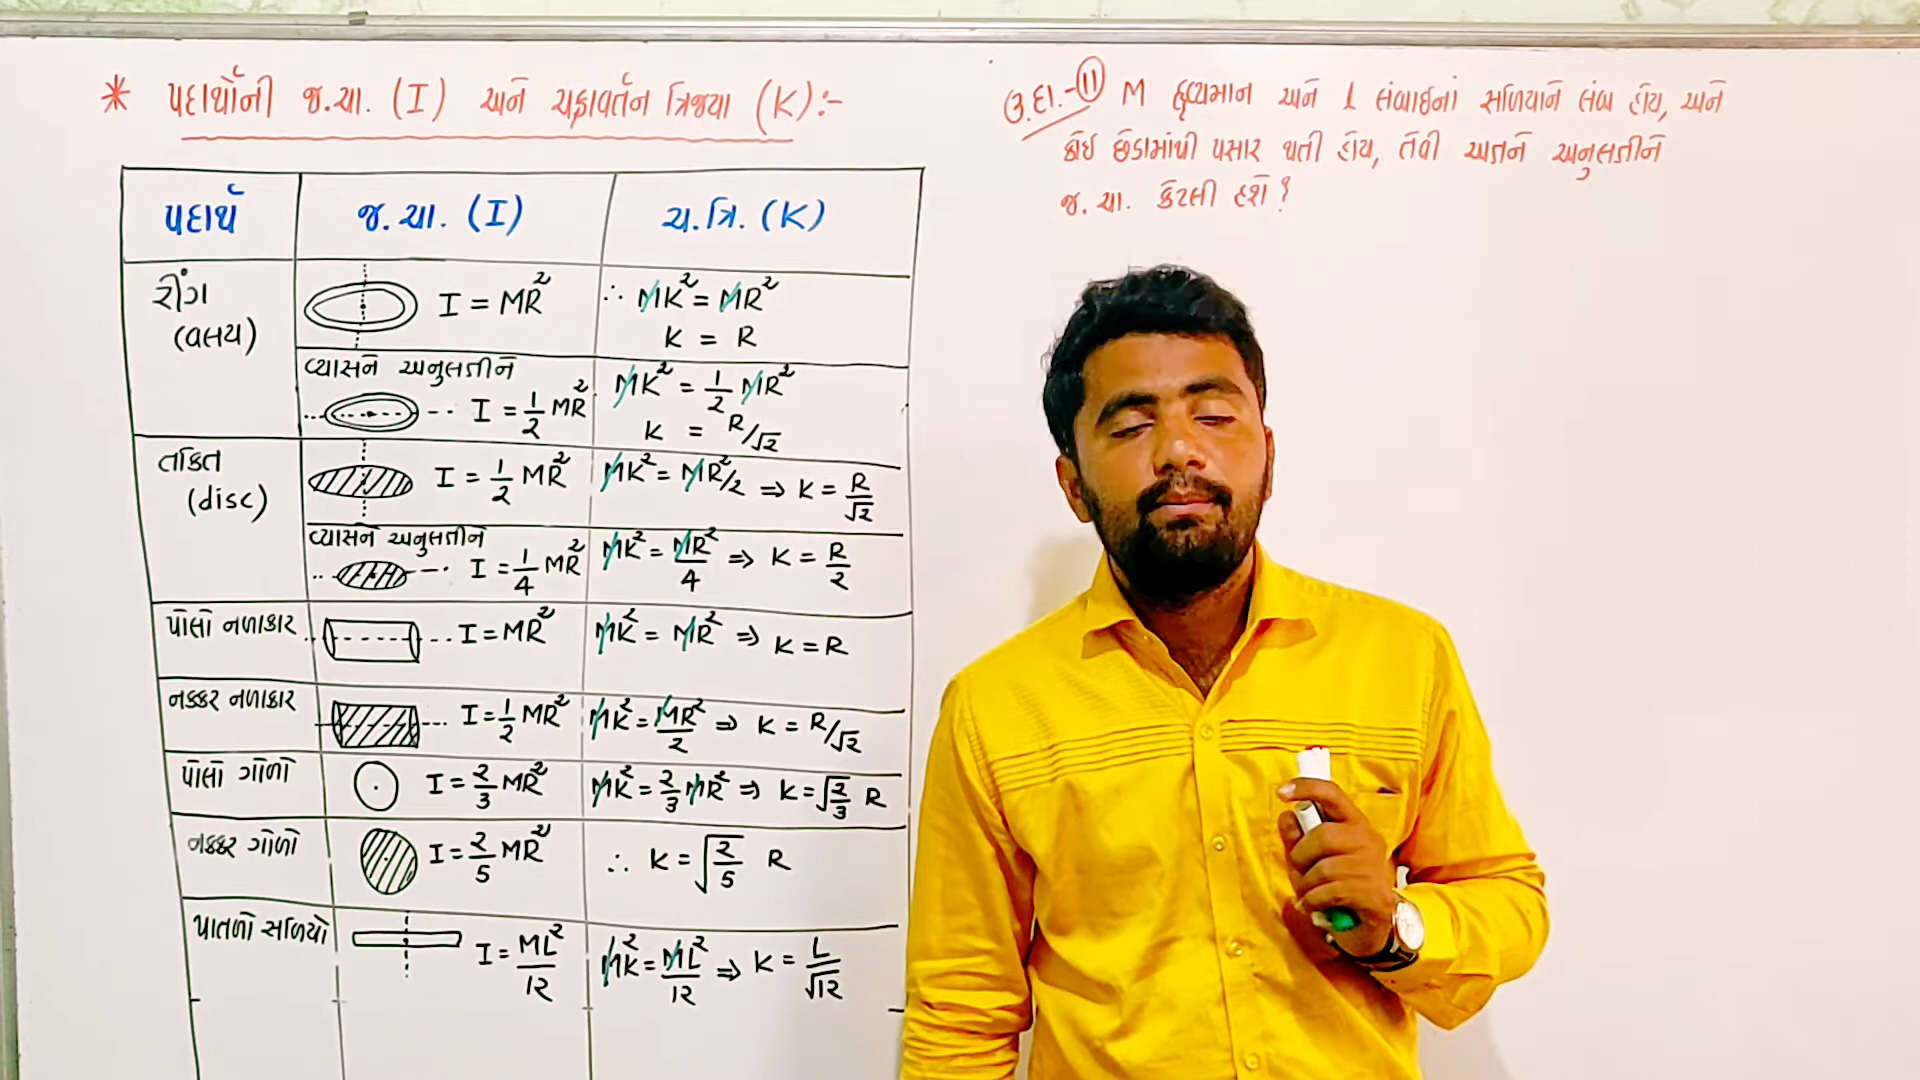 * પદાર્થોની જ.ચા. (I) અને ચક્રાવર્તન ત્રિજ્યા (K):-
પદાર્થ જ.ચા. (I) ચ.ત્રિ. (K)
રીંગ (વલય) I = MR² ∴ MK² = MR²
K = R
વ્યાસને અનુલક્ષીને I = 1/2 MR² MK² = 1/2 MR²
K = R/√2
તકતિ (disc) I = 1/2 MR² MK² = MR²/2 ⇒ K = R/√2
વ્યાસને અનુલક્ષીને I = 1/4 MR² MK² = MR²/4 ⇒ K = R/2
પોલો નળાકાર I = MR² MK² = MR² ⇒ K = R
નક્કર નળાકાર I = 1/2 MR² MK² = MR²/2 ⇒ K = R/√2
પોલો ગોળો I = 2/3 MR² MK² = 2/3 MR² ⇒ K = √2/3 R
નક્કર ગોળો I = 2/5 MR² ∴ K = √2/5 R
પાતળો સળિયો I = ML²/12 MK² = ML²/12 ⇒ K = L/√12
ઉ.દા.-11 M દ્રવ્યમાન અને l લંબાઈનાં સળિયાને લંબ હોય, અને
કોઈ છેડામાંથી પસાર થતી હોય, તેવી અક્ષને અનુલક્ષીને
જ.ચા. કેટલી હશે ?